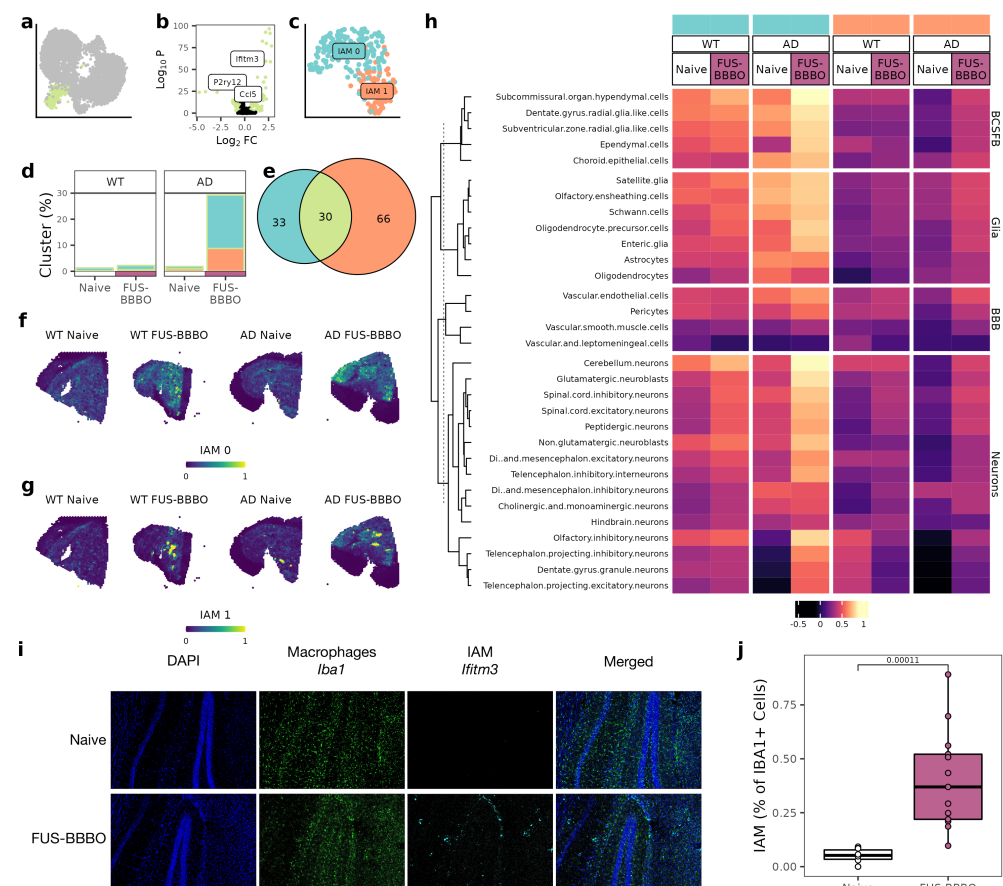 a
b
Log10 P
100
75
50
25
0
-5.0
-2.5
0.0
2.5
Log2 FC
Ifitm3
P2ry12
Ccl5
c
IAM 0
IAM 1
d
Cluster (%)
WT
AD
30
20
10
0
Naive
FUS-
BBBO
Naive
FUS-
BBBO
e
33
30
66
f
WT Naive
WT FUS-BBBO
AD Naive
AD FUS-BBBO
IAM 0
0
1
g
WT Naive
WT FUS-BBBO
AD Naive
AD FUS-BBBO
IAM 1
0
1
h
WT
AD
WT
AD
Naive
FUS-
BBBO
Naive
FUS-
BBBO
Naive
FUS-
BBBO
Naive
FUS-
BBBO
Subcommissural.organ.hypendymal.cells
Dentate.gyrus.radial.glia.like.cells
Subventricular.zone.radial.glia.like.cells
Ependymal.cells
Choroid.epithelial.cells
BCSFB
Satellite.glia
Olfactory.ensheathing.cells
Schwann.cells
Oligodendrocyte.precursor.cells
Enteric.glia
Astrocytes
Oligodendrocytes
Glia
Vascular.endothelial.cells
Pericytes
Vascular.smooth.muscle.cells
Vascular.and.leptomeningeal.cells
BBB
Cerebellum.neurons
Glutamatergic.neuroblasts
Spinal.cord.inhibitory.neurons
Spinal.cord.excitatory.neurons
Peptidergic.neurons
Non.glutamatergic.neuroblasts
Di..and.mesencephalon.excitatory.neurons
Telencephalon.inhibitory.interneurons
Di..and.mesencephalon.inhibitory.neurons
Cholinergic.and.monoaminergic.neurons
Hindbrain.neurons
Olfactory.inhibitory.neurons
Telencephalon.projecting.inhibitory.neurons
Dentate.gyrus.granule.neurons
Telencephalon.projecting.excitatory.neurons
Neurons
-0.5
0
0.5
1
i
DAPI
Macrophages
Iba1
IAM
Ifitm3
Merged
Naive
FUS-BBBO
j
IAM (% of IBA1+ Cells)
0.00011
0.75
0.50
0.25
0.00
Naive
FUS-BBBO